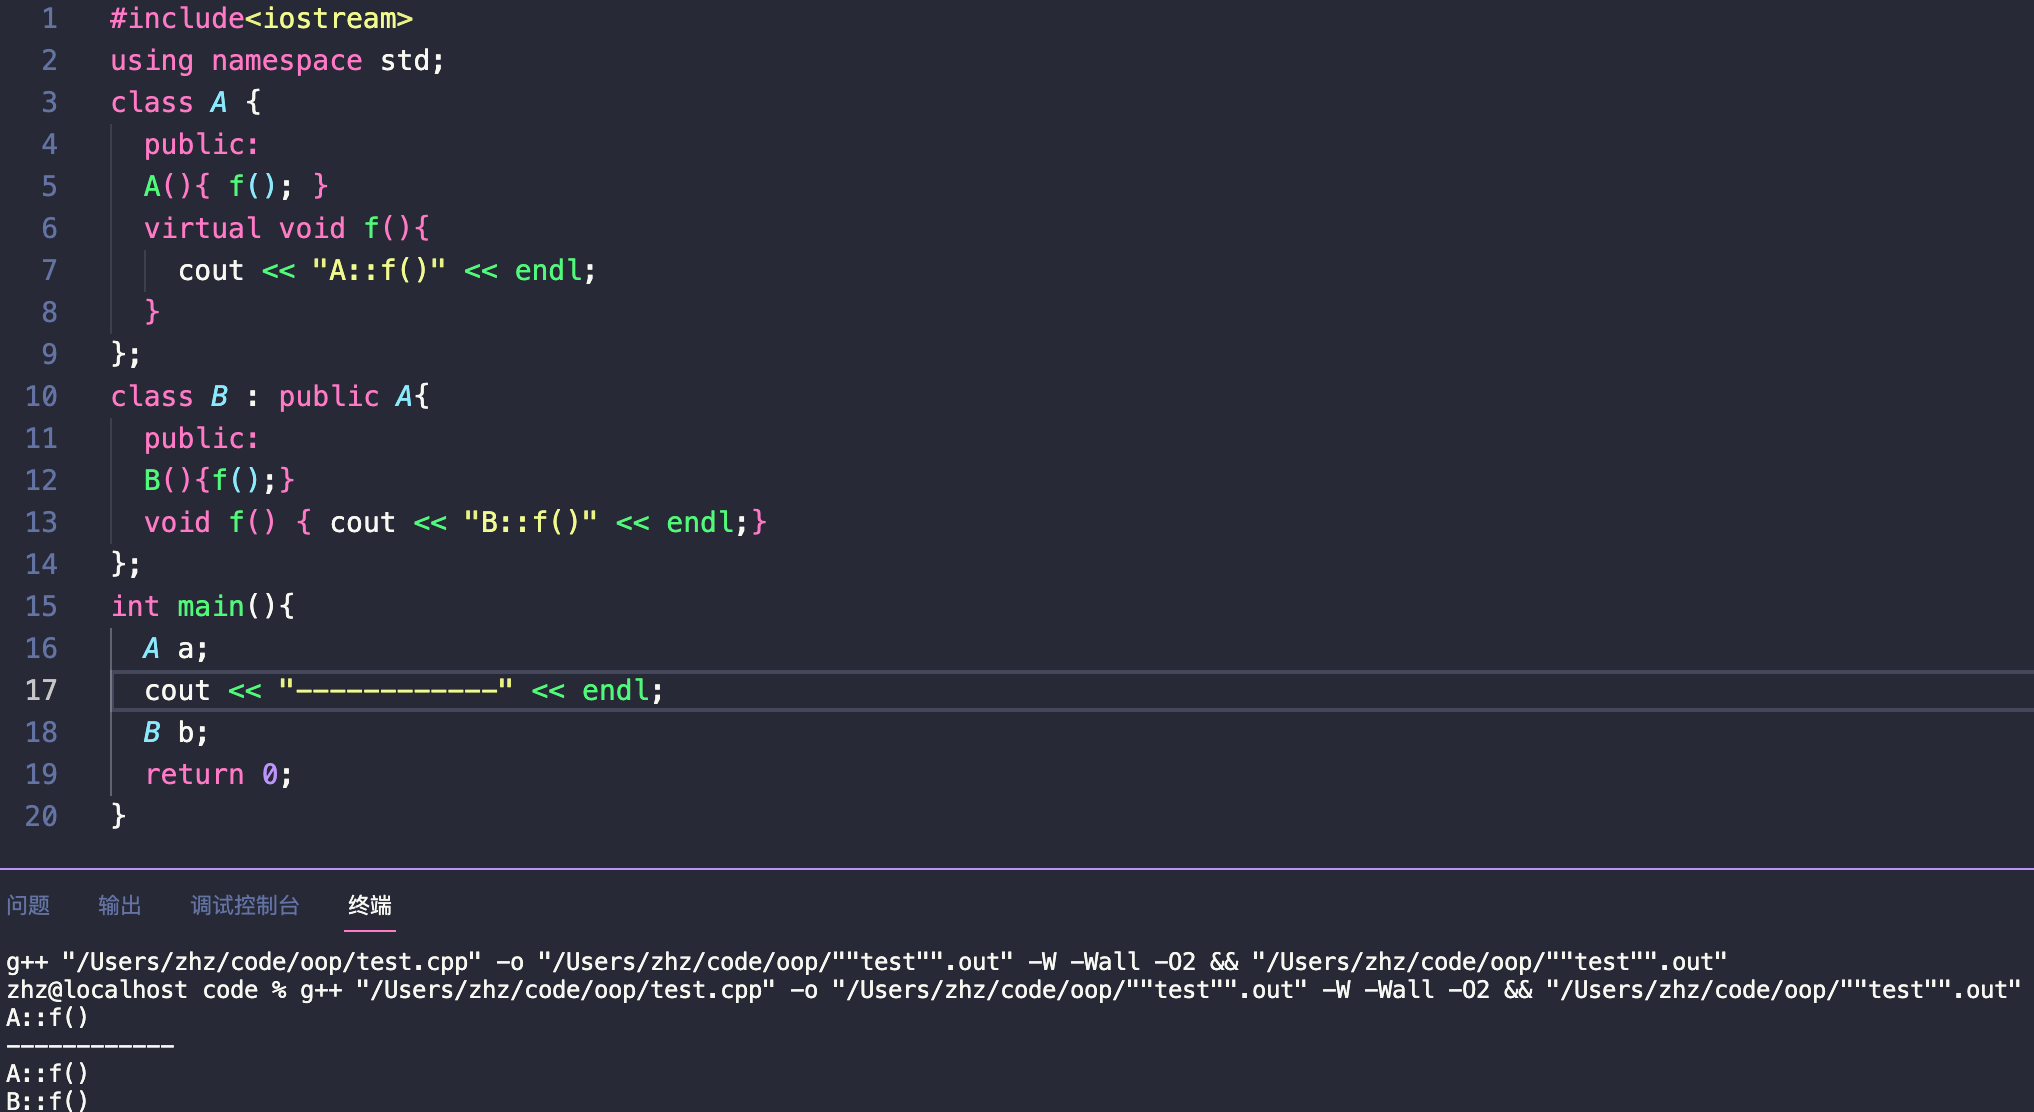 1 #include<iostream>
2 using namespace std;
3 class A {
4 public:
5 A(){ f(); }
6 virtual void f(){
7 cout << "A::f()" << endl;
8 }
9 };
10 class B : public A{
11 public:
12 B(){f();}
13 void f() { cout << "B::f()" << endl;}
14 };
15 int main(){
16 A a;
17 cout << "------------" << endl;
18 B b;
19 return 0;
20 }
问题 输出 调试控制台 终端
g++ "/Users/zhz/code/oop/test.cpp" -o "/Users/zhz/code/oop/""test"".out" -W -Wall -O2 && "/Users/zhz/code/oop/""test"".out"
zhz@localhost code % g++ "/Users/zhz/code/oop/test.cpp" -o "/Users/zhz/code/oop/""test"".out" -W -Wall -O2 && "/Users/zhz/code/oop/""test"".out"
A::f()
------------
A::f()
B::f()